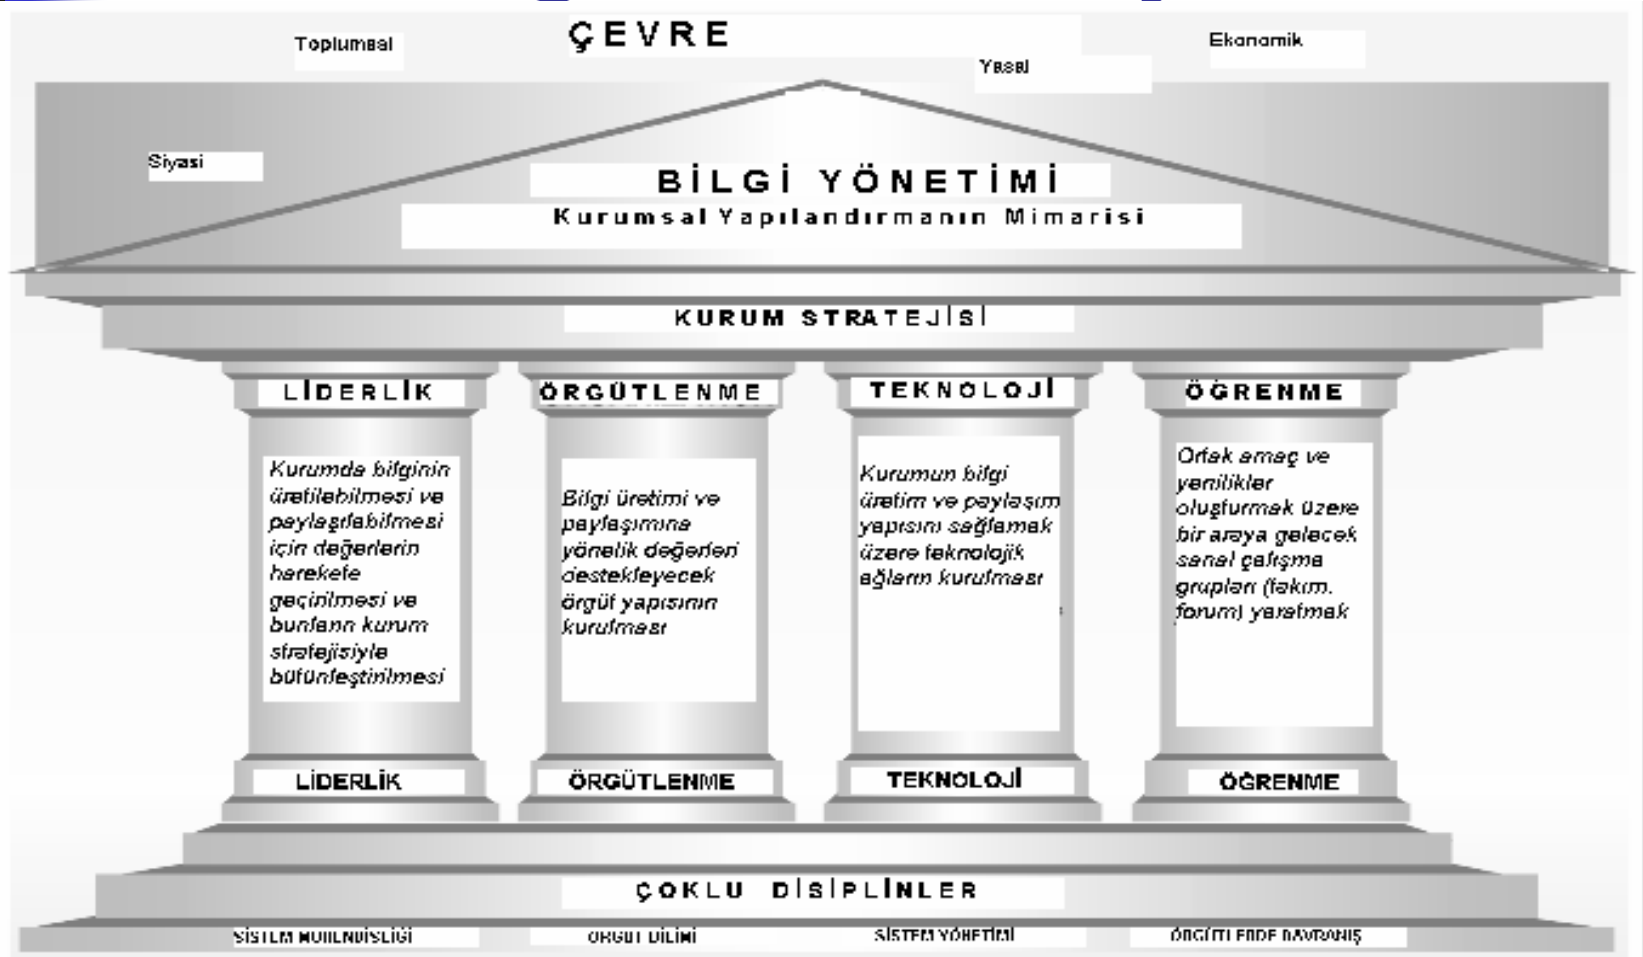 ÇEVRE
Toplumsal
Ekonomik
Yasal
Siyasi
BİLGİ YÖNETİMİ
Kurumsal Yapılandırmanın Mimarisi
KURUM STRATEJİSİ
LİDERLİK
Kurumda bilginin
üretilebilmesi ve
paylaşılabilmesi
için değerlerin
harekete
geçirilmesi ve
bunların kurum
stratejisiyle
bütünleştirilmesi
LİDERLİK
ÖRGÜTLENME
Bilgi üretimi ve
paylaşımına
yönelik değerleri
destekleyecek
örgüt yapısının
kurulması
ÖRGÜTLENME
TEKNOLOJİ
Kurumun bilgi
üretim ve paylaşım
yapısını sağlamak
üzere teknolojik
ağların kurulması
TEKNOLOJİ
ÖĞRENME
Ortak amaç ve
yenilikler
oluşturmak üzere
bir araya gelecek
sanal çalışma
grupları (takım,
forum) yaratmak
ÖĞRENME
ÇOKLU DİSİPLİNLER
SİSTEM MÜHENDİSLİĞİ
ÖRGÜT BİLİMİ
SİSTEM YÖNETİMİ
ÖRGÜTLERDE DAVRANIŞ